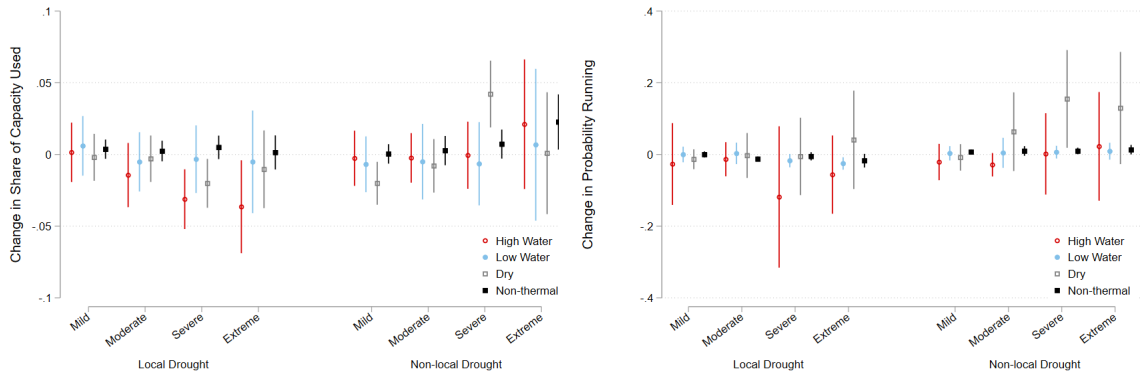 Change in Share of Capacity Used
.1
.05
0
-.05
-.1
High Water
Low Water
Dry
Non-thermal
Mild
Moderate
Severe
Extreme
Mild
Moderate
Severe
Extreme
Local Drought
Non-local Drought
Change in Probability Running
.4
.2
0
-.2
-.4
High Water
Low Water
Dry
Non-thermal
Mild
Moderate
Severe
Extreme
Mild
Moderate
Severe
Extreme
Local Drought
Non-local Drought